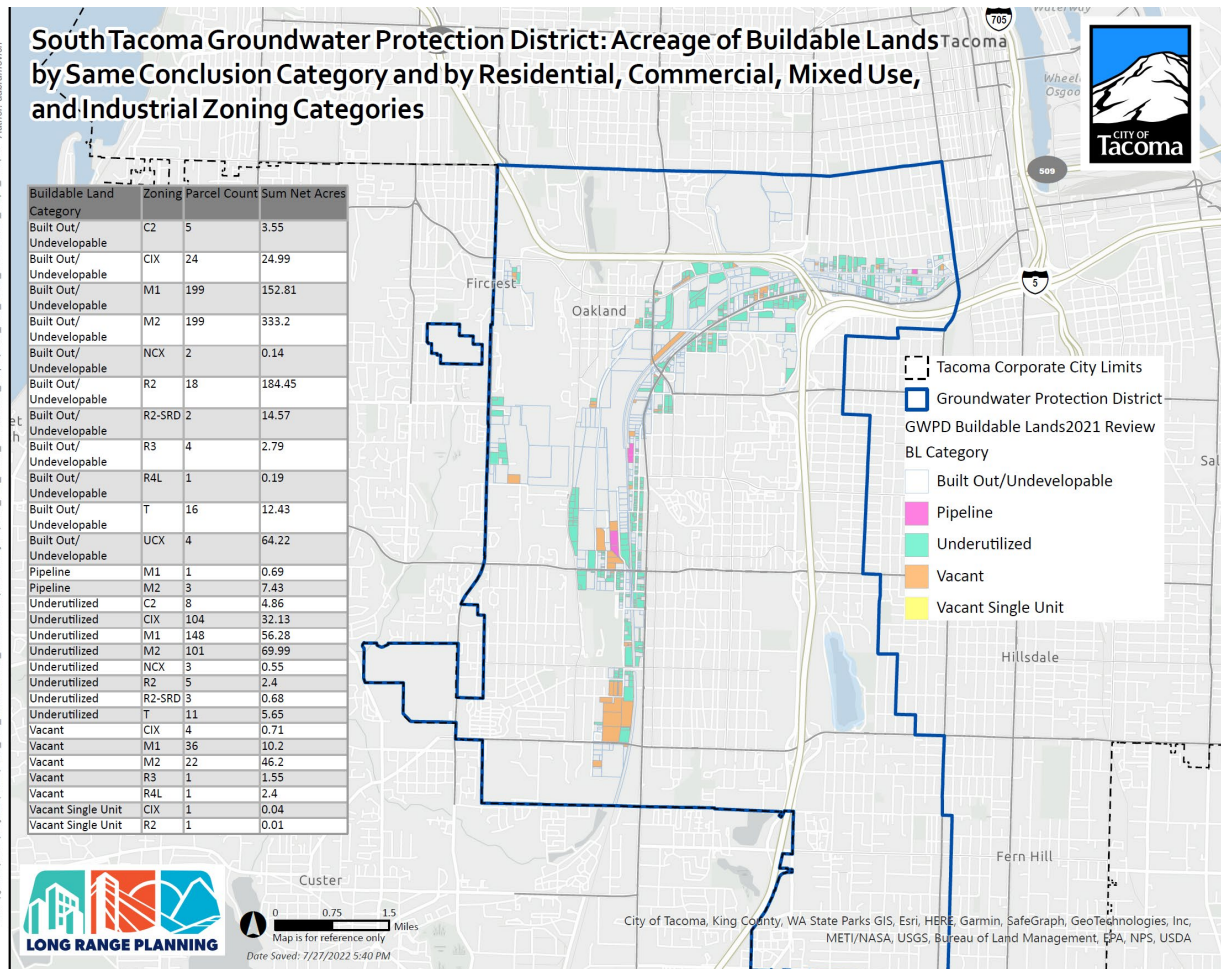 South Tacoma Groundwater Protection District: Acreage of Buildable Lands
by Same Conclusion Category and by Residential, Commercial, Mixed Use,
and Industrial Zoning Categories
705
Waterway
Tacoma
CITY OF
Tacoma
509
5
Fircrest
Oakland
Hillsdale
Fern Hill
Custer
Buildable Land Category Zoning Parcel Count Sum Net Acres
Built Out/ Undevelopable C2 5 3.55
Built Out/ Undevelopable CIX 24 24.99
Built Out/ Undevelopable M1 199 152.81
Built Out/ Undevelopable M2 199 333.2
Built Out/ Undevelopable NCX 2 0.14
Built Out/ Undevelopable R2 18 184.45
Built Out/ Undevelopable R2-SRD 2 14.57
Built Out/ Undevelopable R3 4 2.79
Built Out/ Undevelopable R4L 1 0.19
Built Out/ Undevelopable T 16 12.43
Built Out/ Undevelopable UCX 4 64.22
Pipeline M1 1 0.69
Pipeline M2 3 7.43
Underutilized C2 8 4.86
Underutilized CIX 104 32.13
Underutilized M1 148 56.28
Underutilized M2 101 69.99
Underutilized NCX 3 0.55
Underutilized R2 5 2.4
Underutilized R2-SRD 3 0.68
Underutilized T 11 5.65
Vacant CIX 4 0.71
Vacant M1 36 10.2
Vacant M2 22 46.2
Vacant R3 1 1.55
Vacant R4L 1 2.4
Vacant Single Unit CIX 1 0.04
Vacant Single Unit R2 1 0.01
Tacoma Corporate City Limits
Groundwater Protection District
GWPD Buildable Lands2021 Review
BL Category
Built Out/Undevelopable
Pipeline
Underutilized
Vacant
Vacant Single Unit
LONG RANGE PLANNING
0 0.75 1.5
Miles
Map is for reference only
Date Saved: 7/27/2022 5:40 PM
City of Tacoma, King County, WA State Parks GIS, Esri, HERE, Garmin, SafeGraph, GeoTechnologies, Inc,
METI/NASA, USGS, Bureau of Land Management, EPA, NPS, USDA